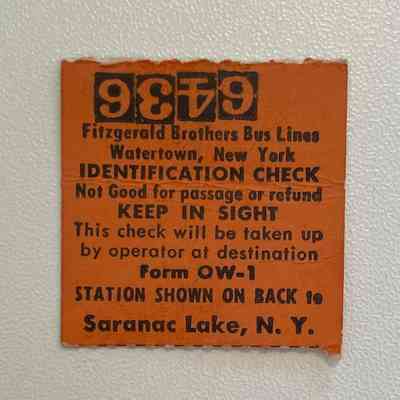 6436
Fitzgerald Brothers Bus Lines
Watertown, New York
IDENTIFICATION CHECK
Not Good for passage or refund
KEEP IN SIGHT
This check will be taken up
by operator at destination
Form OW-1
STATION SHOWN ON BACK to
Saranac Lake, N. Y.